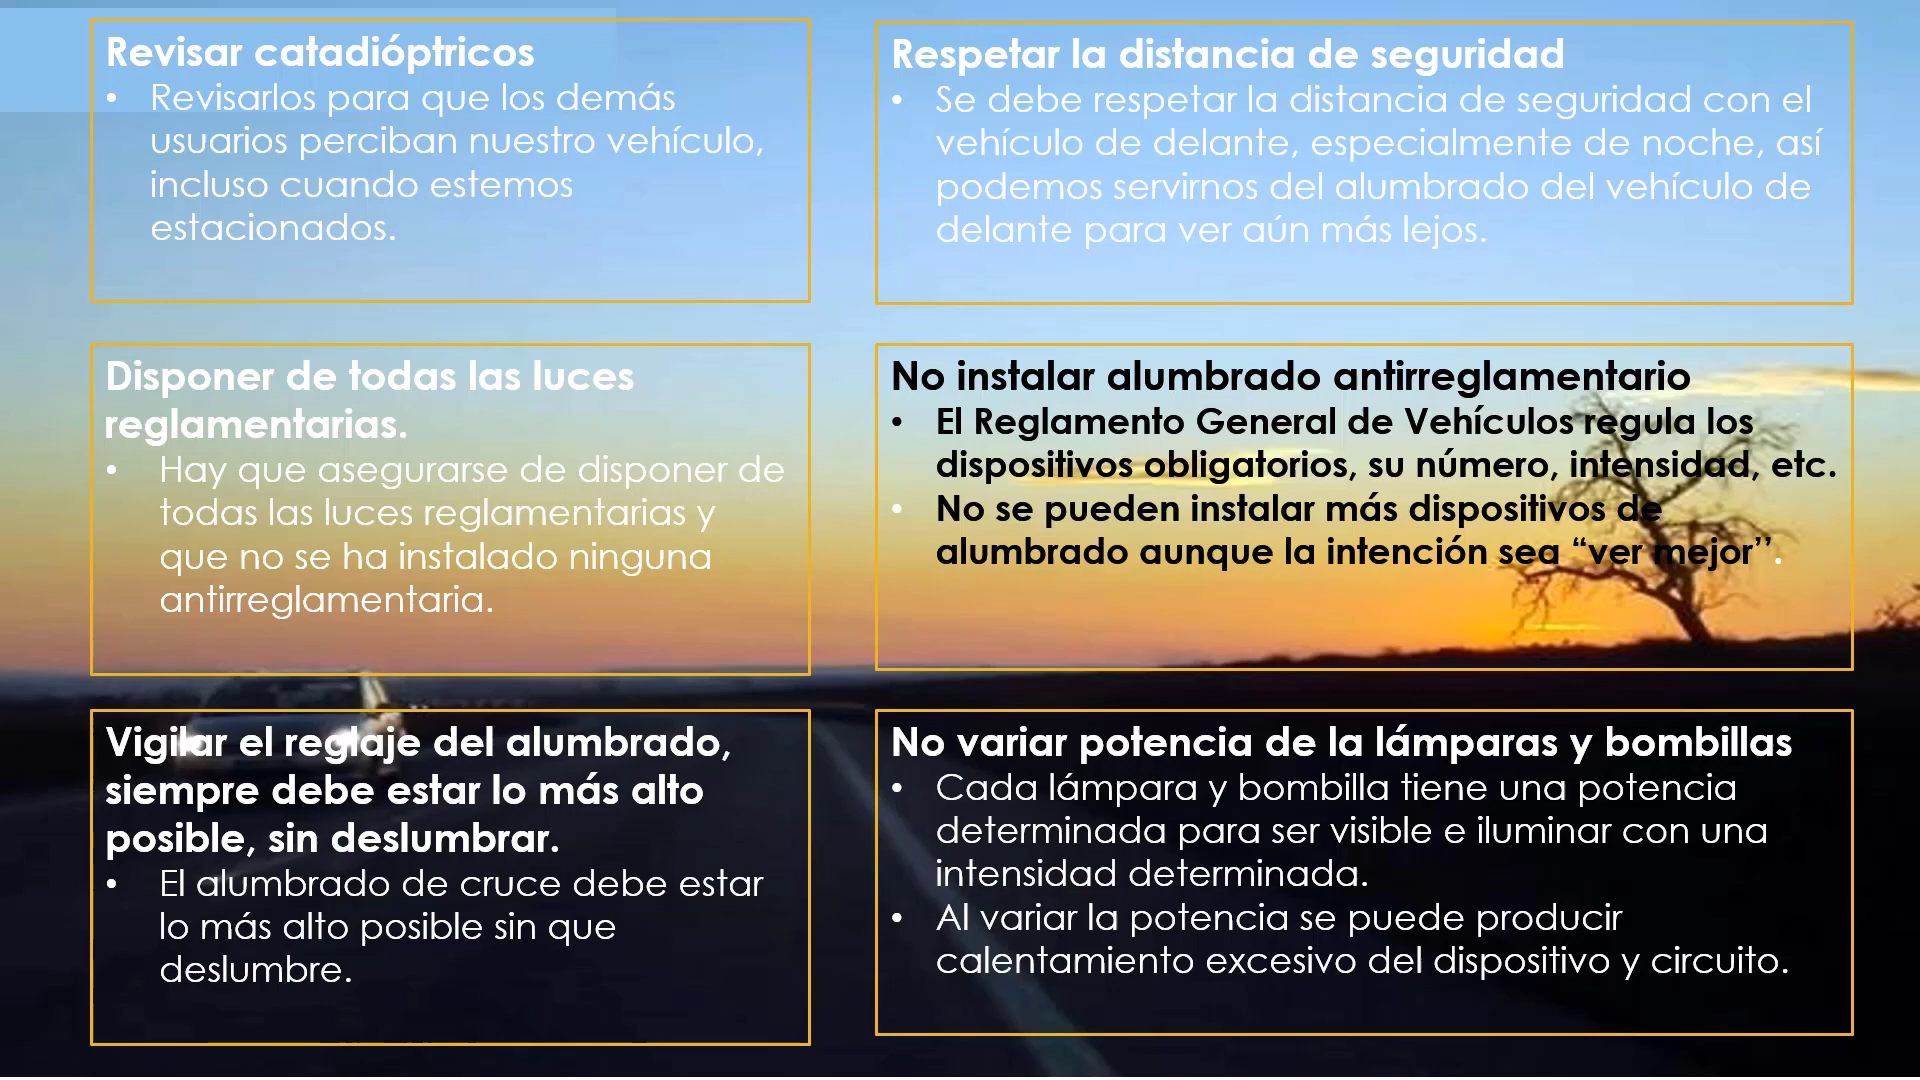 Revisar catadióptricos
• Revisarlos para que los demás
usuarios perciban nuestro vehículo,
incluso cuando estemos
estacionados.
Respetar la distancia de seguridad
• Se debe respetar la distancia de seguridad con el
vehículo de delante, especialmente de noche, así
podemos servirnos del alumbrado del vehículo de
delante para ver aún más lejos.
Disponer de todas las luces
reglamentarias.
• Hay que asegurarse de disponer de
todas las luces reglamentarias y
que no se ha instalado ninguna
antirreglamentaria.
No instalar alumbrado antirreglamentario
• El Reglamento General de Vehículos regula los
dispositivos obligatorios, su número, intensidad, etc.
• No se pueden instalar más dispositivos de
alumbrado aunque la intención sea “ver mejor’’.
Vigilar el reglaje del alumbrado,
siempre debe estar lo más alto
posible, sin deslumbrar.
• El alumbrado de cruce debe estar
lo más alto posible sin que
deslumbre.
No variar potencia de la lámparas y bombillas
• Cada lámpara y bombilla tiene una potencia
determinada para ser visible e iluminar con una
intensidad determinada.
• Al variar la potencia se puede producir
calentamiento excesivo del dispositivo y circuito.